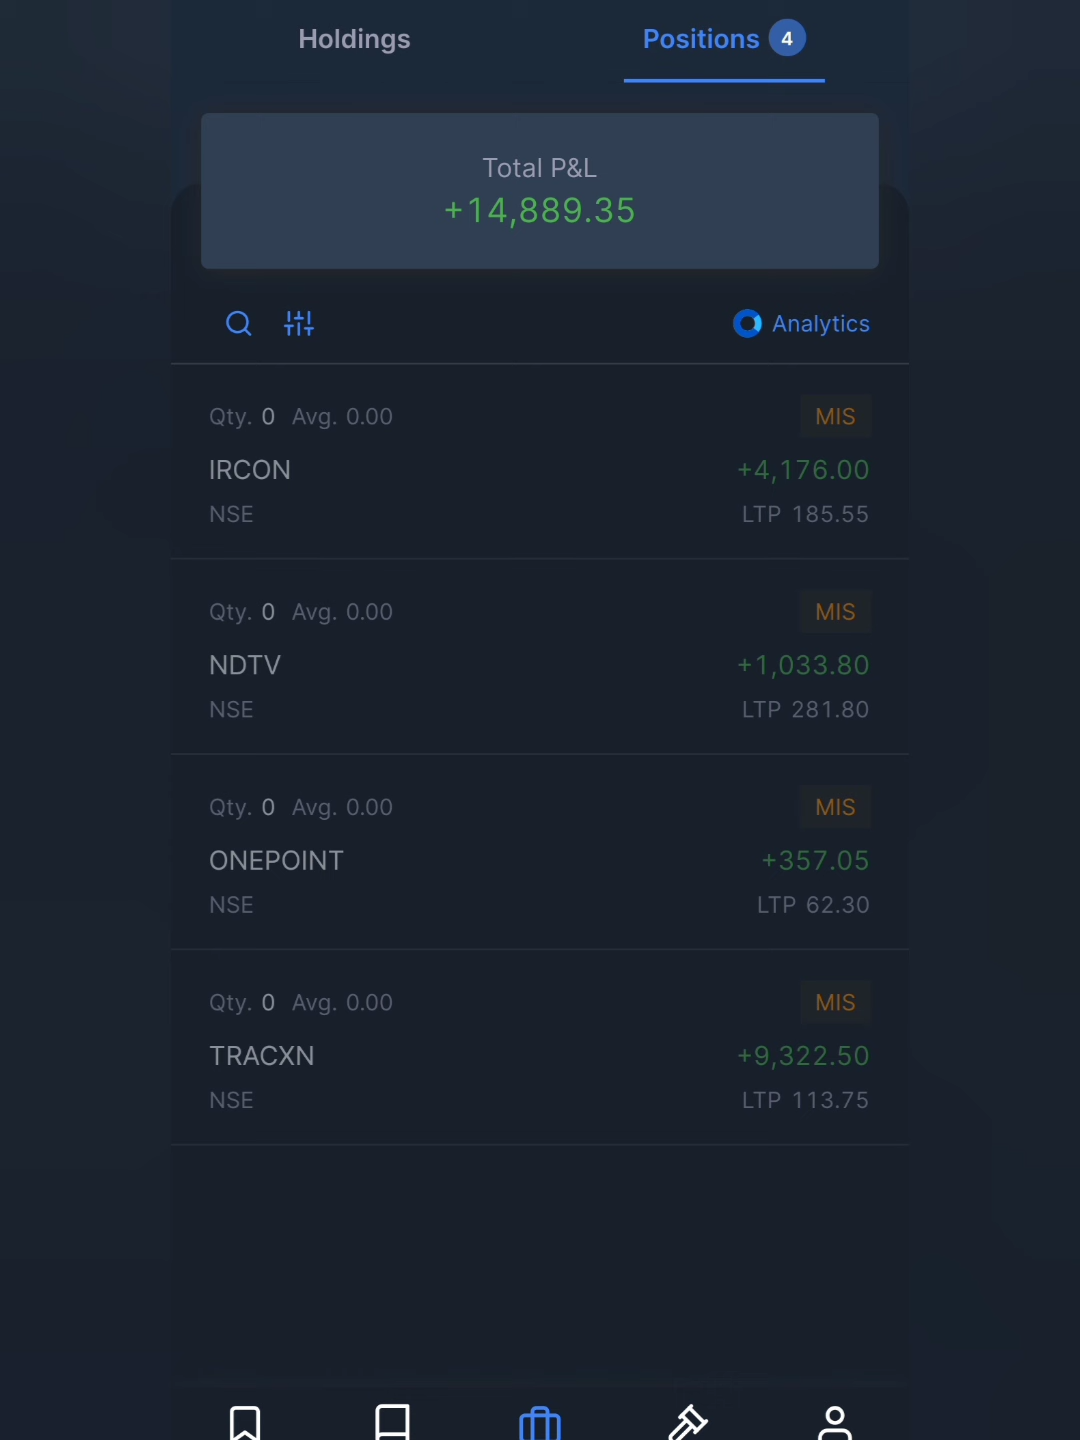 Holdings Positions 4
Total P&L
+14,889.35
Analytics
Qty. 0 Avg. 0.00 MIS
IRCON +4,176.00
NSE LTP 185.55
Qty. 0 Avg. 0.00 MIS
NDTV +1,033.80
NSE LTP 281.80
Qty. 0 Avg. 0.00 MIS
ONEPOINT +357.05
NSE LTP 62.30
Qty. 0 Avg. 0.00 MIS
TRACXN +9,322.50
NSE LTP 113.75